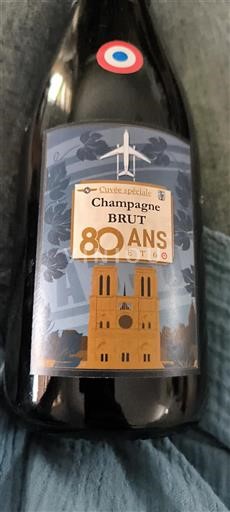 Cuvée spéciale
Champagne
BRUT
80 ANS